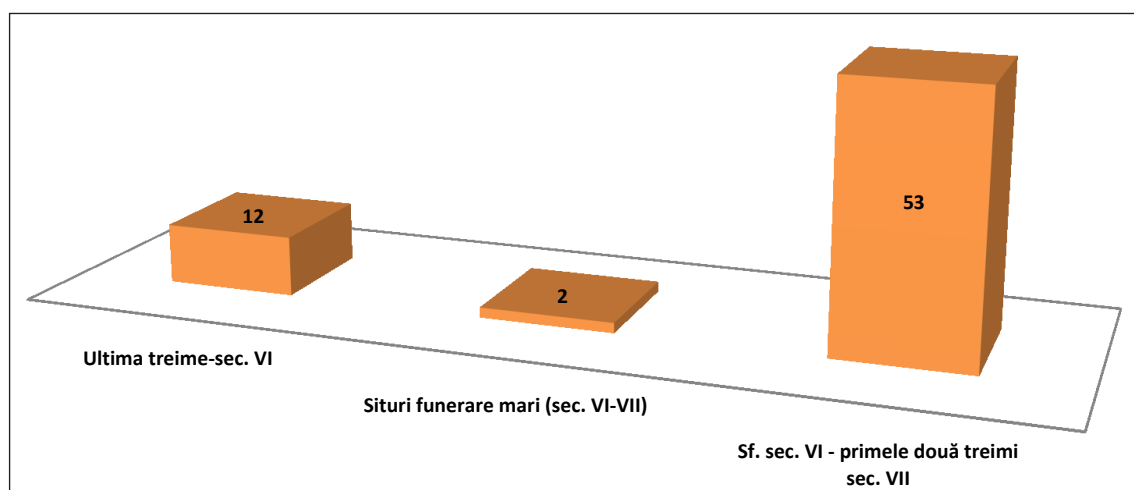 12
2
53
Ultima treime-sec. VI
Situri funerare mari (sec. VI-VII)
Sf. sec. VI - primele două treimi
sec. VII